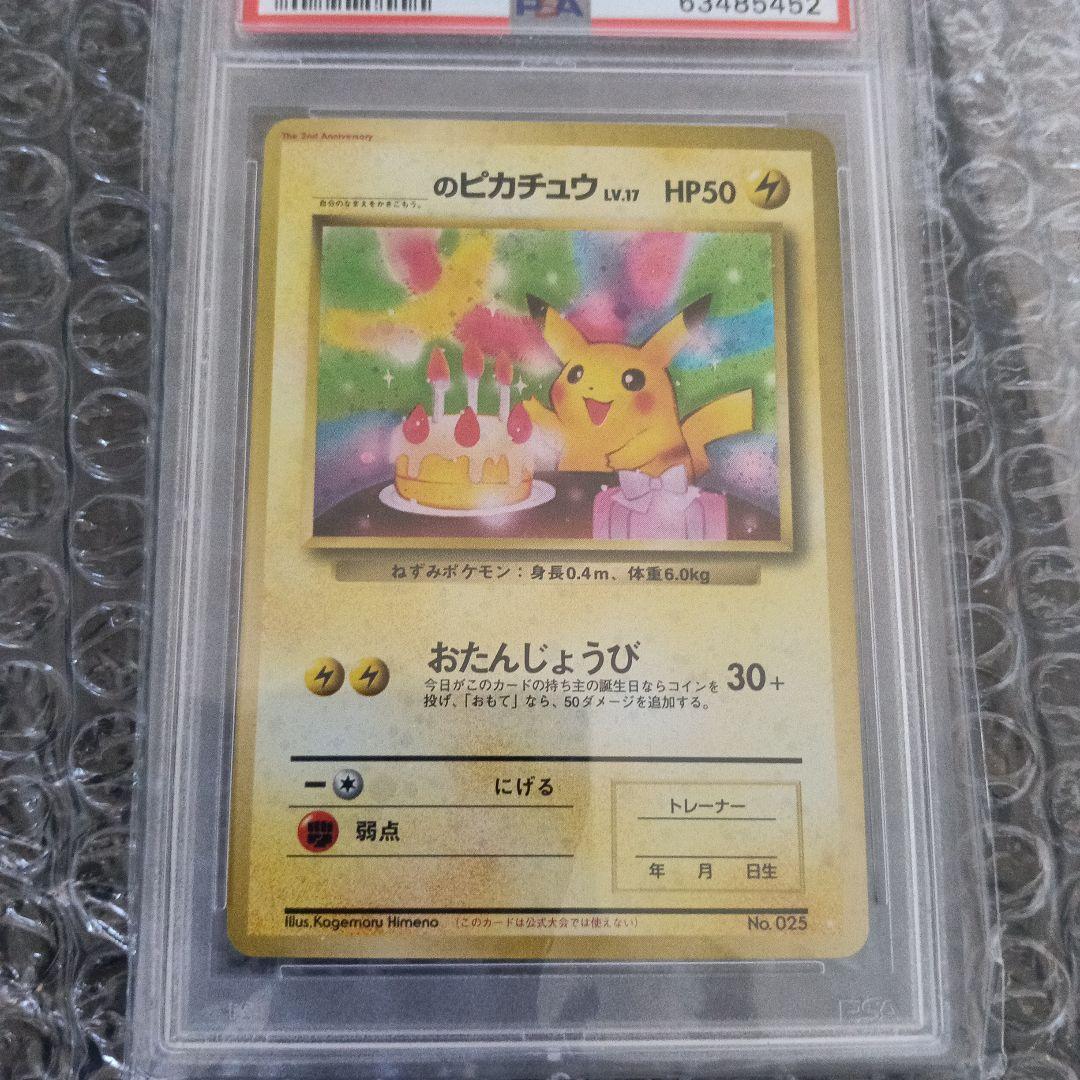 PSA
63485452
The 2nd Anniversary
のピカチュウ LV.17 HP50
自分のなまえをかきこもう。
ねずみポケモン：身長0.4m、体重6.0kg
おたんじょうび 30+
今日がこのカードの持ち主の誕生日ならコインを
投げ、「おもて」なら、50ダメージを追加する。
にげる
弱点
トレーナー
年 月 日生
Illus.Kagemaru Himeno (このカードは公式大会では使えない) No.025
PSA